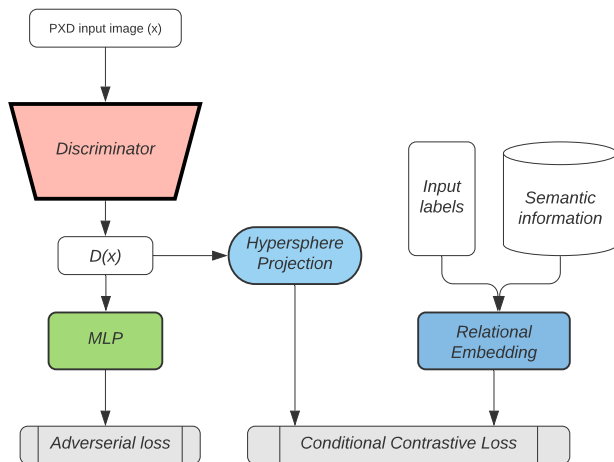 PXD input image (x)
Discriminator
Input
labels
Semantic
information
D(x)
Hypersphere
Projection
MLP
Relational
Embedding
Adverserial loss
Conditional Contrastive Loss